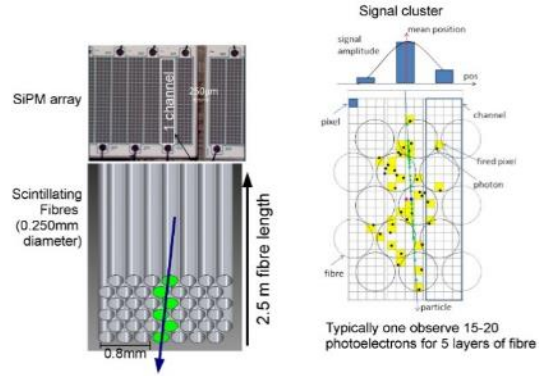 SiPM array
1 channel
250µm
Scintillating
Fibres
(0.250mm
diameter)
2.5 m fibre length
0.8mm
Signal cluster
mean position
signal
amplitude
pos
pixel
channel
fired pixel
photon
fibre
particle
Typically one observe 15-20
photoelectrons for 5 layers of fibre